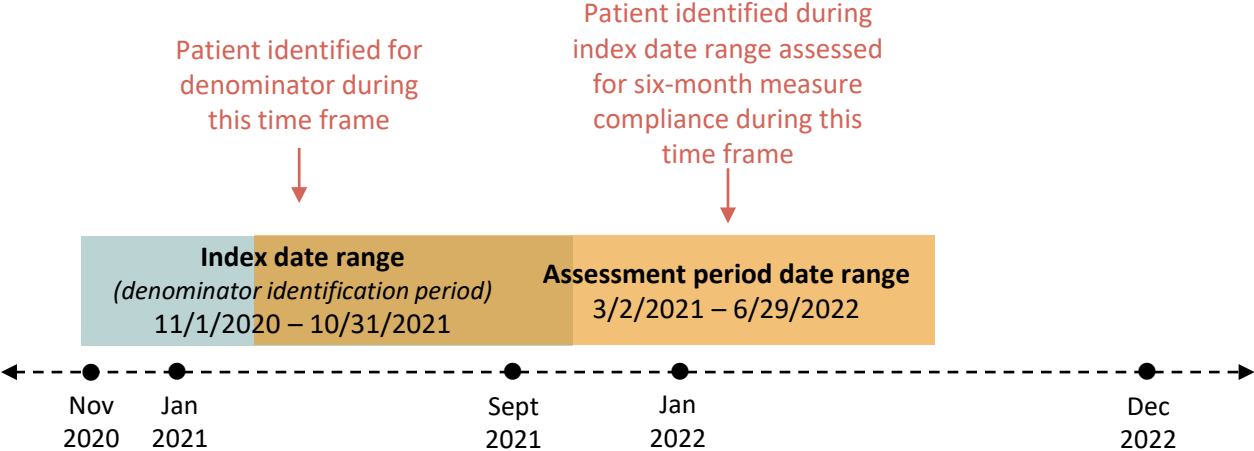 Patient identified for
denominator during
this time frame
Patient identified during
index date range assessed
for six-month measure
compliance during this
time frame
Index date range
(denominator identification period)
11/1/2020 – 10/31/2021
Assessment period date range
3/2/2021 – 6/29/2022
Nov
2020
Jan
2021
Sept
2021
Jan
2022
Dec
2022